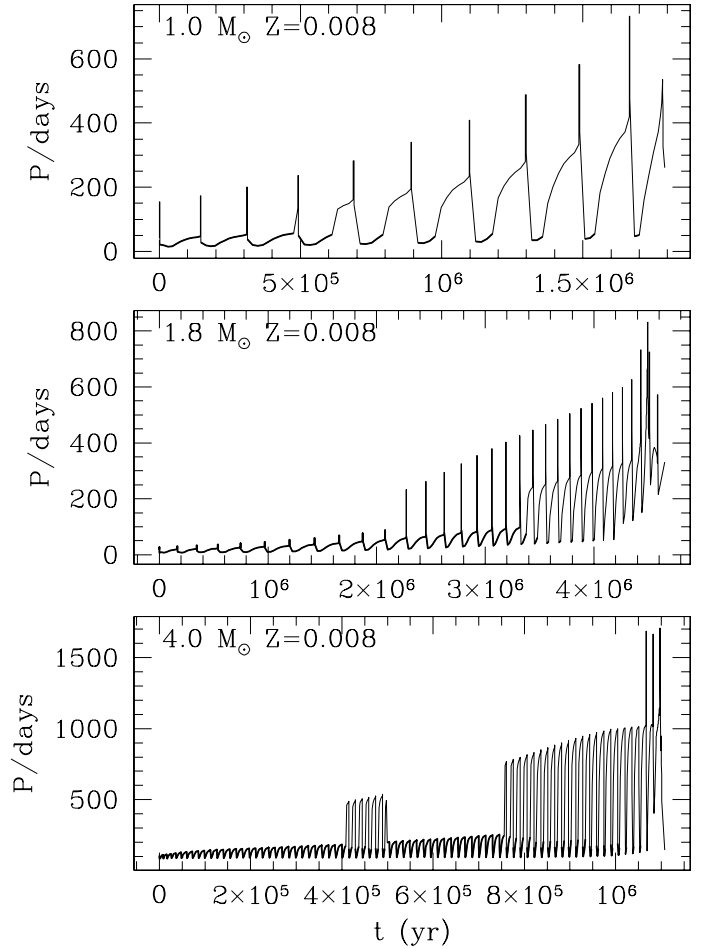 1.0 M☉ Z=0.008
P/days
600
400
200
0
0 5×10⁵ 10⁶ 1.5×10⁶
1.8 M☉ Z=0.008
P/days
800
600
400
200
0
0 10⁶ 2×10⁶ 3×10⁶ 4×10⁶
4.0 M☉ Z=0.008
P/days
1500
1000
500
0 2×10⁵ 4×10⁵ 6×10⁵ 8×10⁵ 10⁶
t (yr)